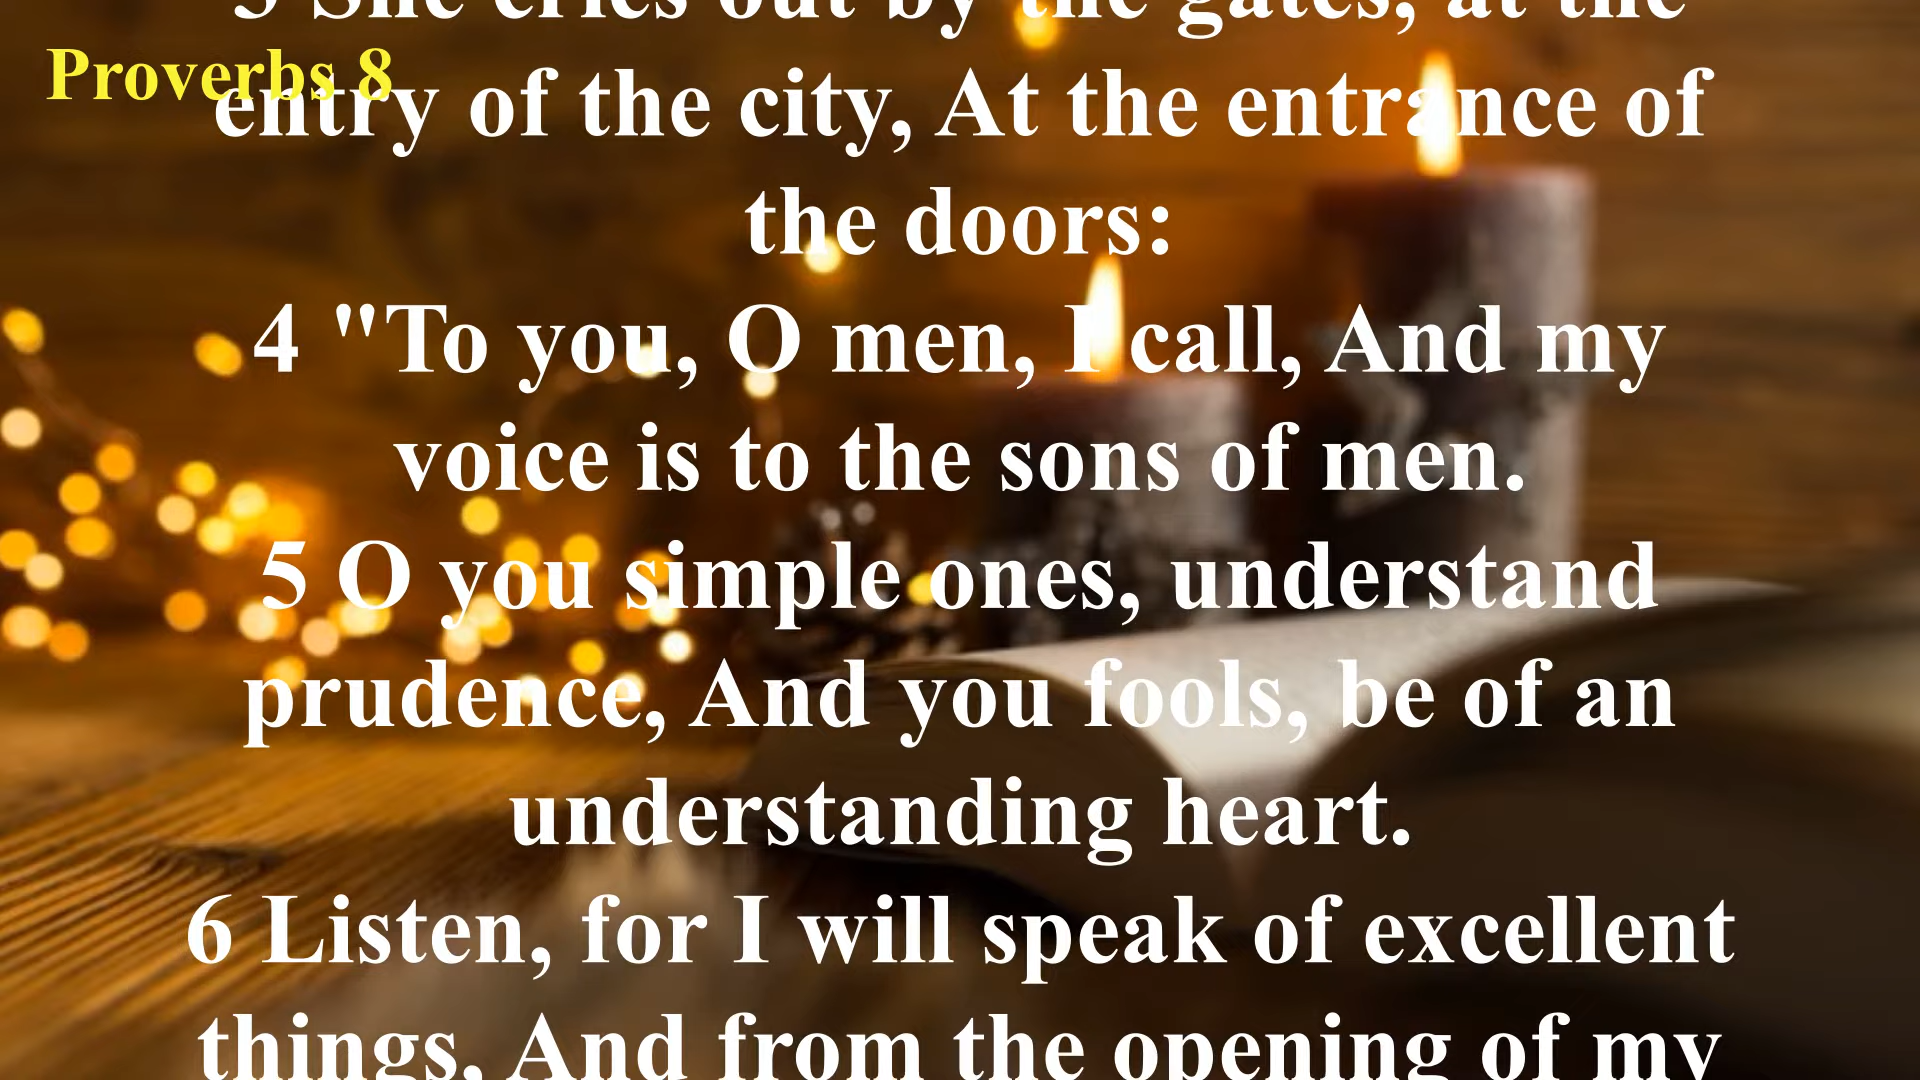 3 She cries out by the gates, at the
Proverbs 8
entry of the city, At the entrance of
the doors:
4 "To you, O men, I call, And my
voice is to the sons of men.
5 O you simple ones, understand
prudence, And you fools, be of an
understanding heart.
6 Listen, for I will speak of excellent
things, And from the opening of my